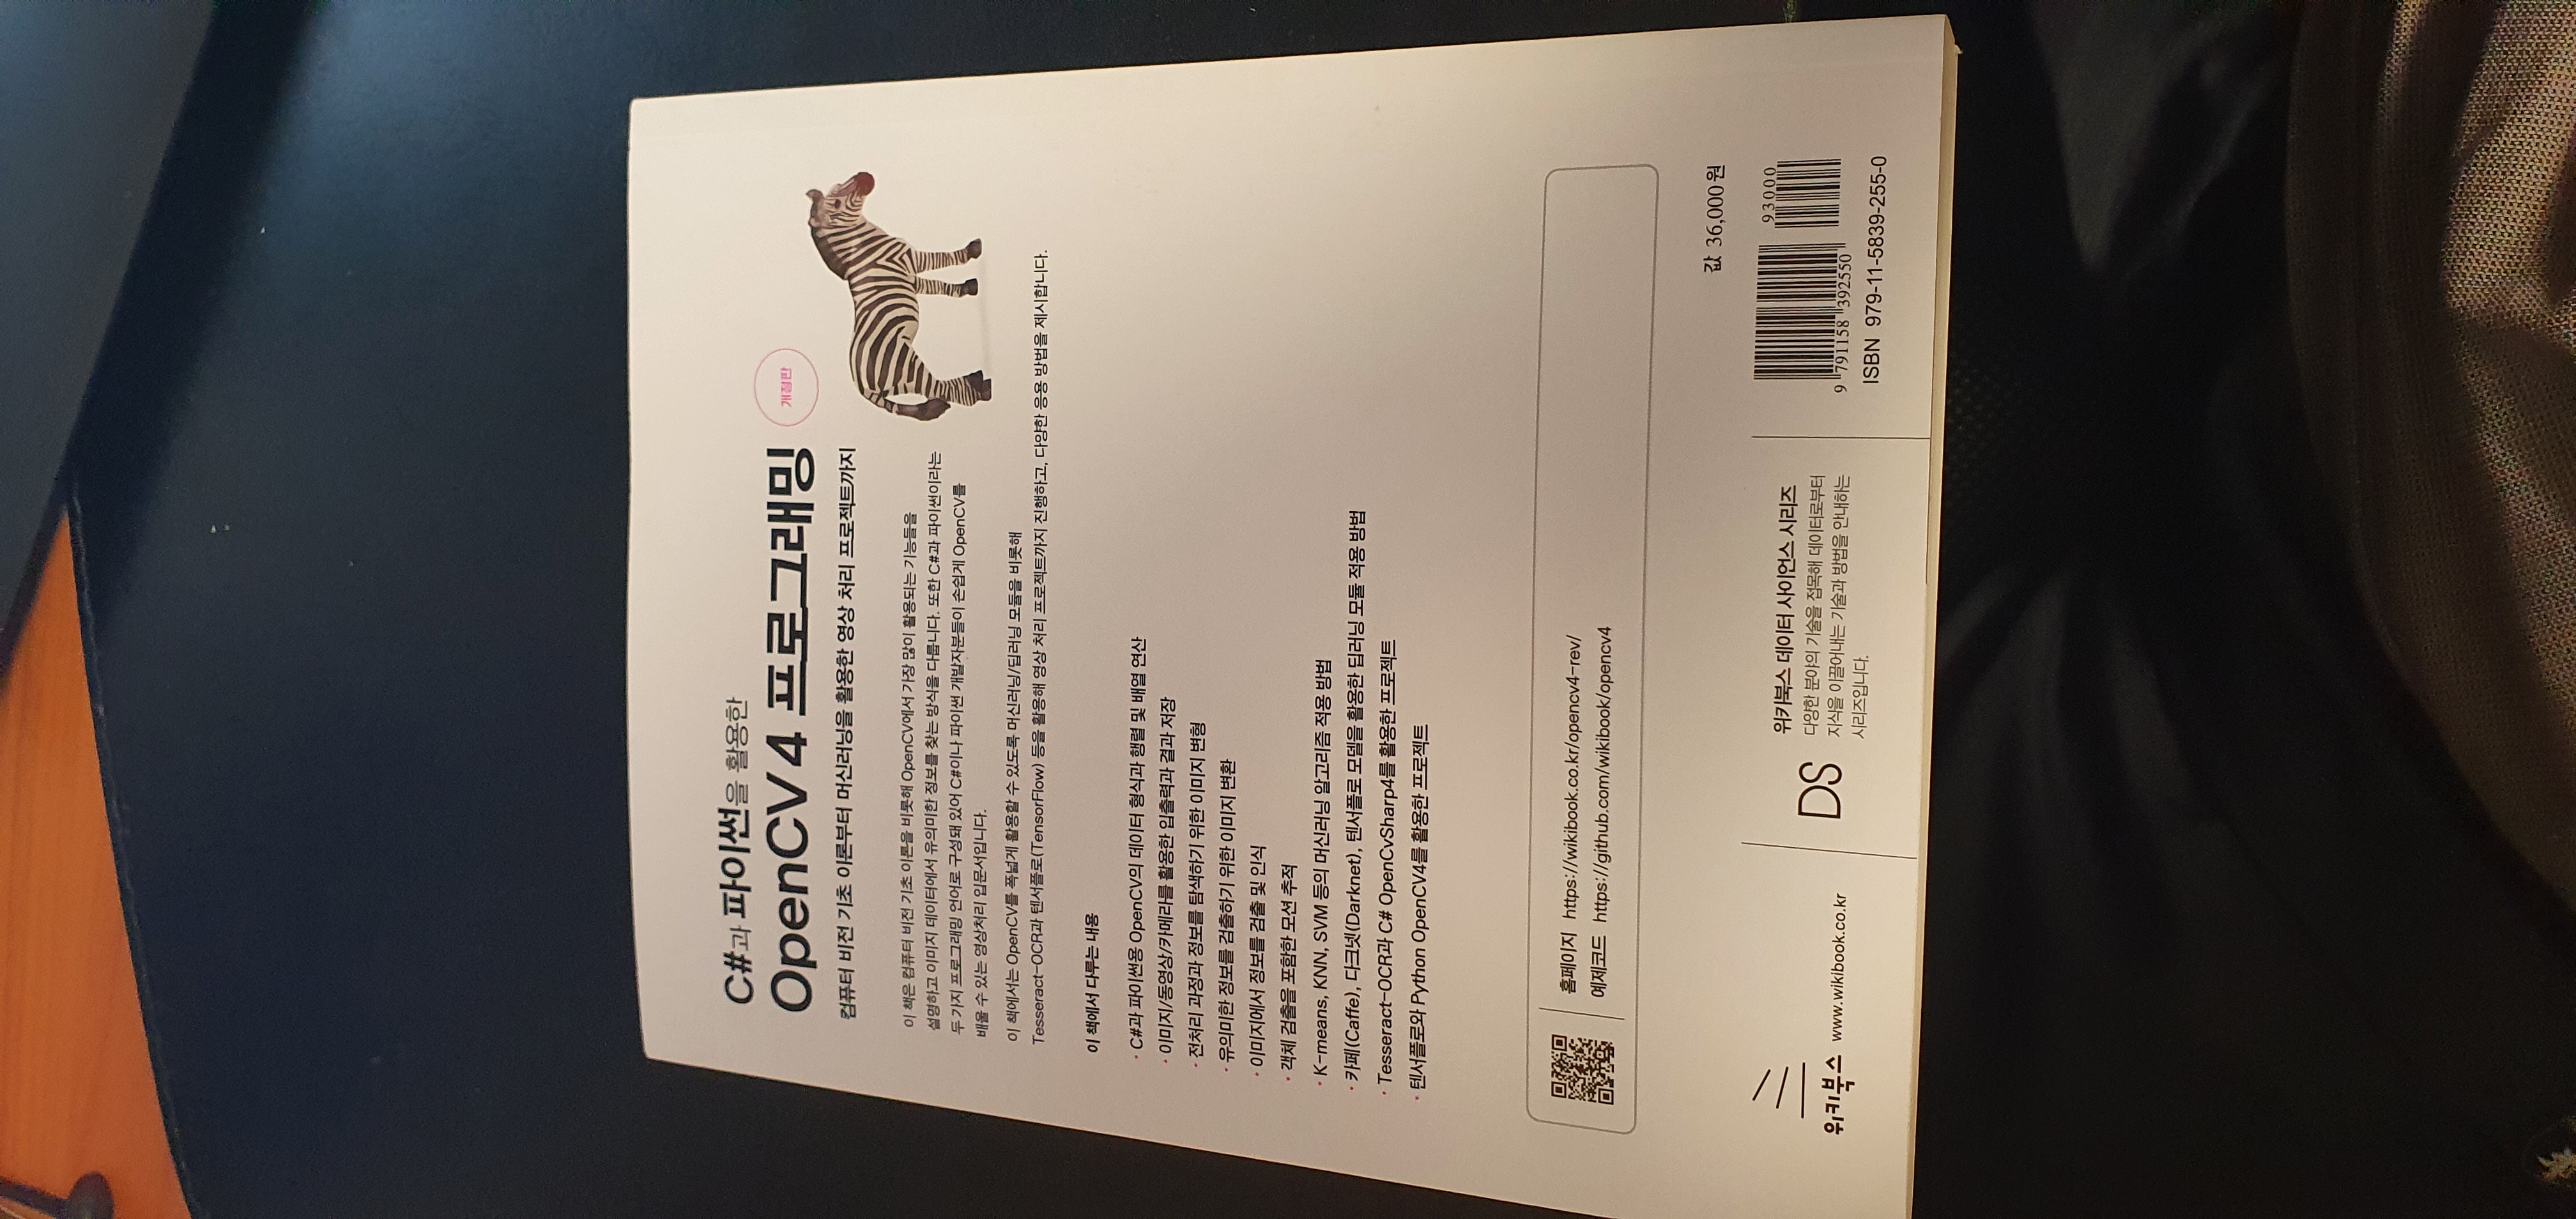 C#과 파이썬을 활용한
OpenCV4 프로그래밍
개정판
컴퓨터 비전 기초 이론부터 머신러닝을 활용한 영상 처리 프로젝트까지
이 책은 컴퓨터 비전 기초 이론을 비롯해 OpenCV에서 가장 많이 활용되는 기능들을
설명하고 이미지 데이터에서 유의미한 정보를 찾는 방식을 다룹니다. 또한 C#과 파이썬이라는
두 가지 프로그래밍 언어로 구성돼 있어 C#이나 파이썬 개발자분들이 손쉽게 OpenCV를
배울 수 있는 영상처리 입문서입니다.
이 책에서는 OpenCV를 폭넓게 활용할 수 있도록 머신러닝/딥러닝 모듈을 비롯해
Tesseract-OCR과 텐서플로(TensorFlow) 등을 활용해 영상 처리 프로젝트까지 진행하고, 다양한 응용 방법을 제시합니다.
이 책에서 다루는 내용
· C#과 파이썬용 OpenCV의 데이터 형식과 행렬 및 배열 연산
· 이미지/동영상/카메라를 활용한 입출력과 결과 저장
· 전처리 과정과 정보를 탐색하기 위한 이미지 변형
· 유의미한 정보를 검출하기 위한 이미지 변환
· 이미지에서 정보를 검출 및 인식
· 객체 검출을 포함한 모션 추적
· K-means, KNN, SVM 등의 머신러닝 알고리즘 적용 방법
· 카페(Caffe), 다크넷(Darknet), 텐서플로 모델을 활용한 딥러닝 모듈 적용 방법
· Tesseract-OCR과 C# OpenCvSharp4를 활용한 프로젝트
· 텐서플로와 Python OpenCV4를 활용한 프로젝트
홈페이지 https://wikibook.co.kr/opencv4-rev/
예제코드 https://github.com/wikibook/opencv4
값 36,000원
위키북스 www.wikibook.co.kr
DS
위키북스 데이터 사이언스 시리즈
다양한 분야의 기술을 접목해 데이터로부터
지식을 이끌어내는 기술과 방법을 안내하는
시리즈입니다.
93000
9 791158 392550
ISBN 979-11-5839-255-0